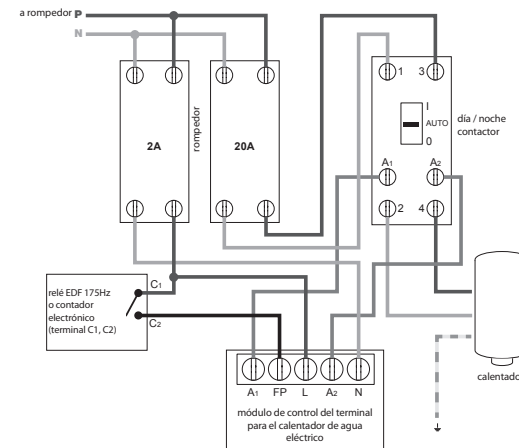 a rompedor P
N
2A
rompedor
20A
1
3
I
AUTO
0
día / noche
contactor
A1
A2
2
4
relé EDF 175Hz
o contador
electrónico
(terminal C1, C2)
C1
C2
A1 FP L A2 N
módulo de control del terminal
para el calentador de agua
eléctrico